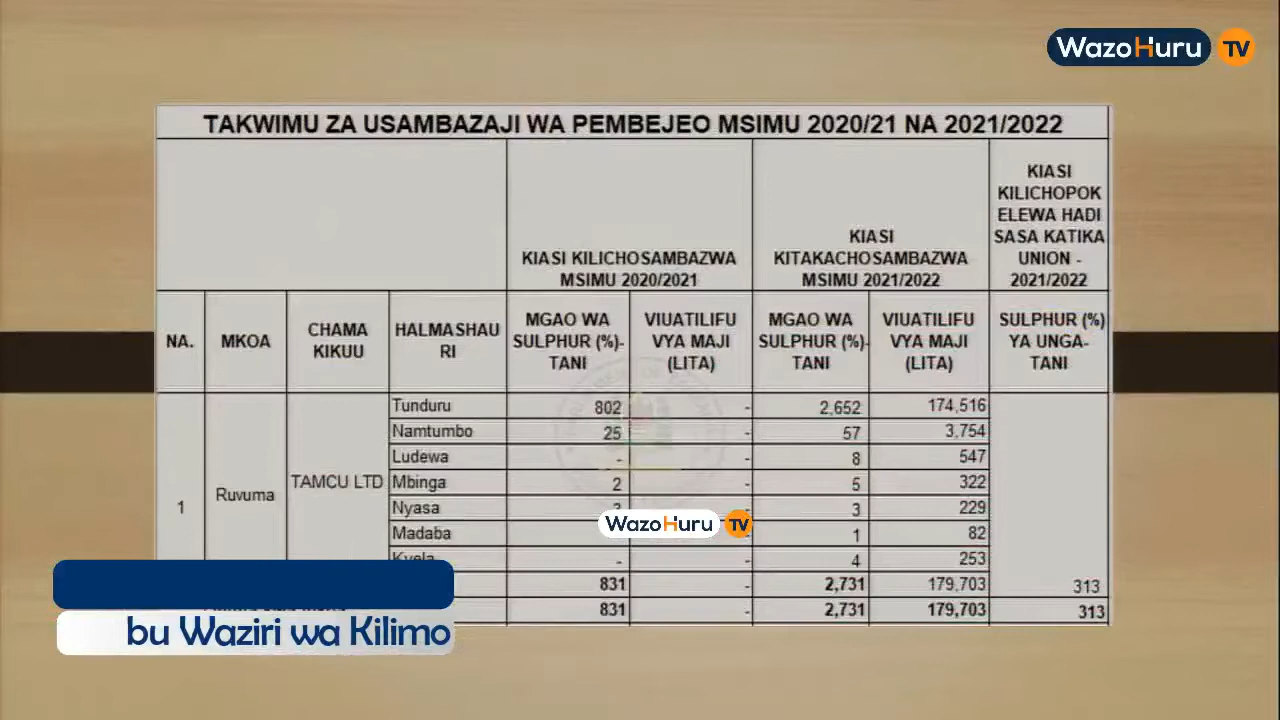 WazoHuru TV
TAKWIMU ZA USAMBAZAJI WA PEMBEJEO MSIMU 2020/21 NA 2021/2022
KIASI KILICHOSAMBAZWA
MSIMU 2020/2021
KIASI
KITAKACHOSAMBAZWA
MSIMU 2021/2022
KIASI
KILICHOPOK
ELEWA HADI
SASA KATIKA
UNION -
2021/2022
NA.
MKOA
CHAMA
KIKUU
HALMASHAU
RI
MGAO WA
SULPHUR (%)-
TANI
VIUATILIFU
VYA MAJI
(LITA)
MGAO WA
SULPHUR (%)-
TANI
VIUATILIFU
VYA MAJI
(LITA)
SULPHUR (%)
YA UNGA-
TANI
1
Ruvuma
TAMCU LTD
Tunduru 802 - 2,652 174,516
Namtumbo 25 - 57 3,754
Ludewa - - 8 547
Mbinga 2 - 5 322
Nyasa - 3 229
WazoHuru TV
Madaba - 1 82
Kyela - - 4 253
831 - 2,731 179,703 313
831 - 2,731 179,703 313
bu Waziri wa Kilimo